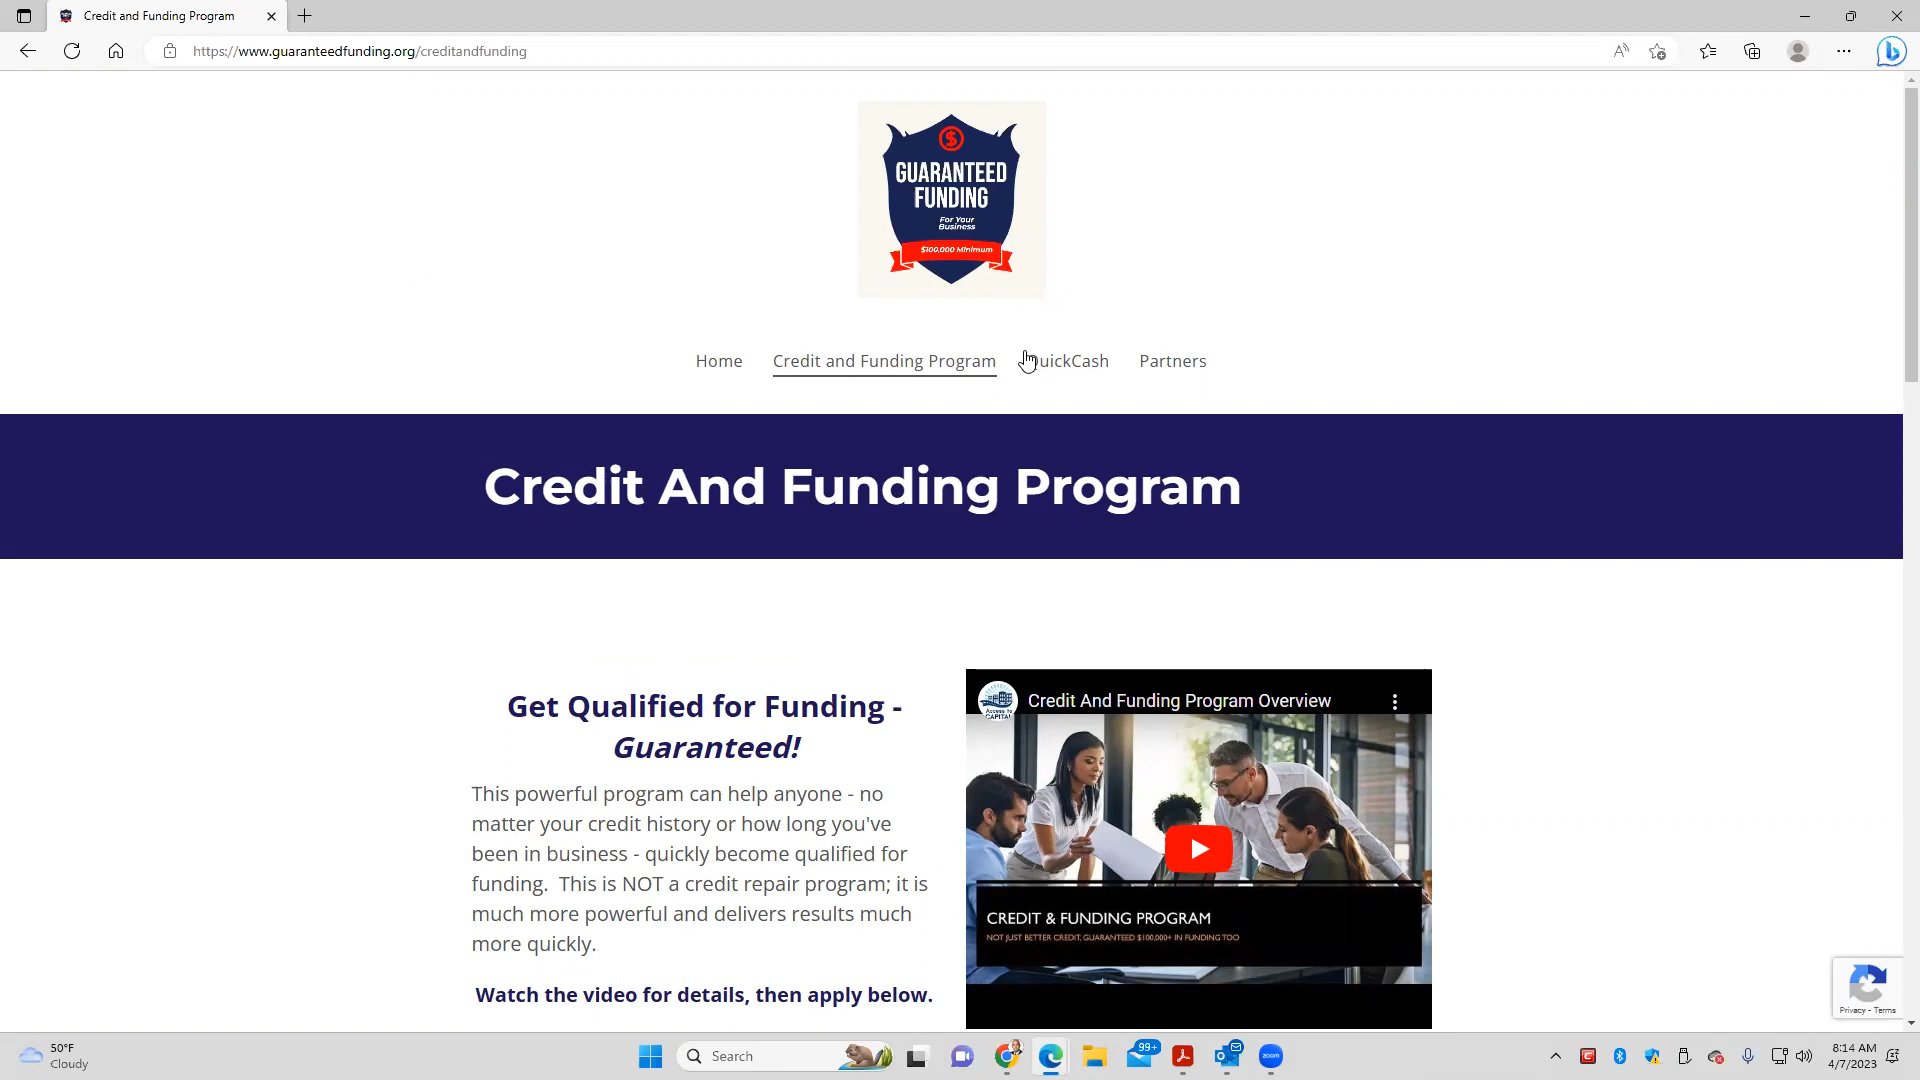 Credit and Funding Program
https://www.guaranteedfunding.org/creditandfunding
GUARANTEED
FUNDING
For Your
Business
$100,000 Minimum
Home Credit and Funding Program QuickCash Partners
Credit And Funding Program
Get Qualified for Funding -
Guaranteed!
This powerful program can help anyone - no
matter your credit history or how long you've
been in business - quickly become qualified for
funding. This is NOT a credit repair program; it is
much more powerful and delivers results much
more quickly.
Watch the video for details, then apply below.
Access to
CAPITAL
Credit And Funding Program Overview
CREDIT & FUNDING PROGRAM
NOT JUST BETTER CREDIT, GUARANTEED $100,000+ IN FUNDING TOO
Privacy - Terms
50°F
Cloudy
Search
99+
zoom
8:14 AM
4/7/2023